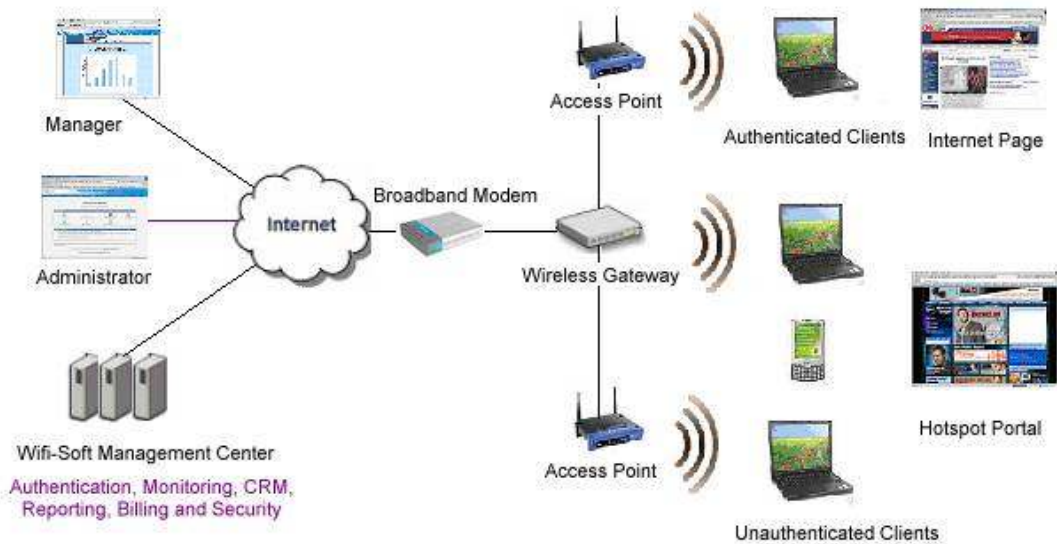 Manager
Administrator
Wifi-Soft Management Center
Authentication, Monitoring, CRM,
Reporting, Billing and Security
Internet
Broadband Modem
Access Point
Wireless Gateway
Access Point
Authenticated Clients
Unauthenticated Clients
Internet Page
Hotspot Portal